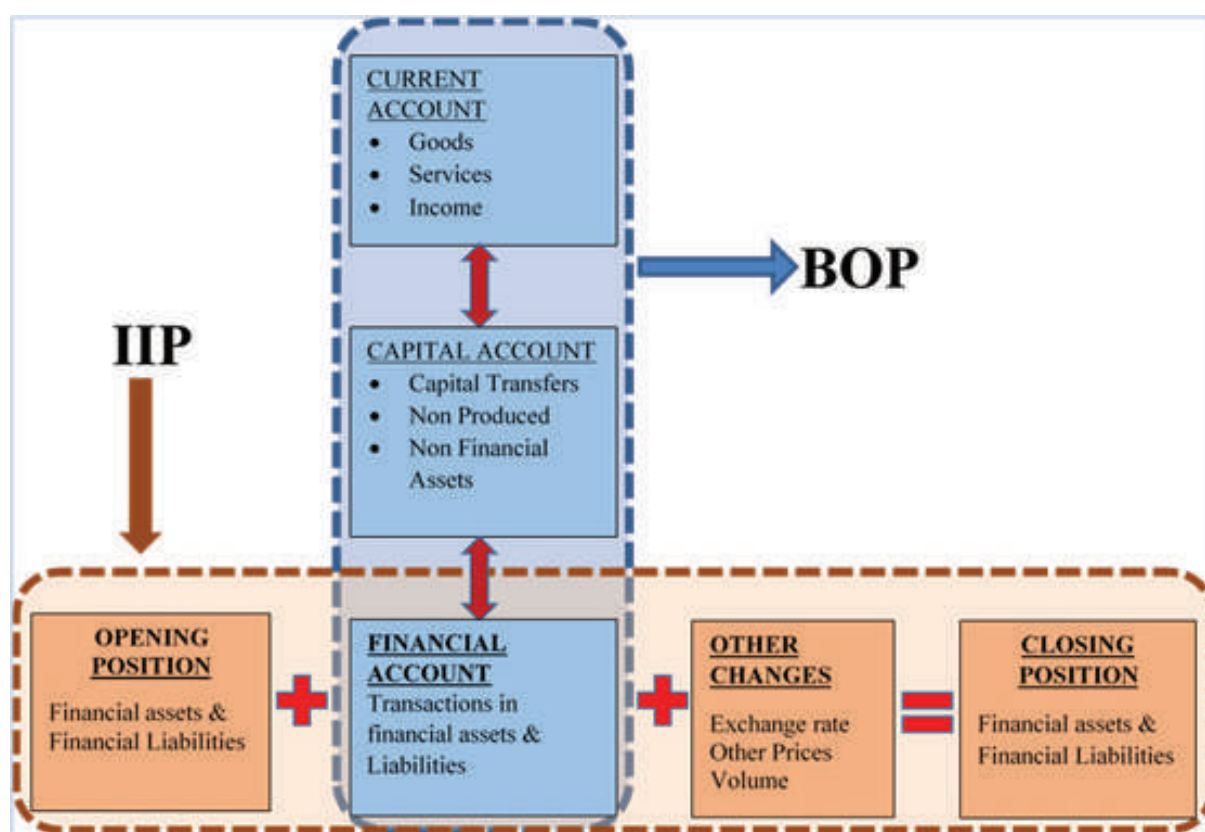 CURRENT
ACCOUNT
• Goods
• Services
• Income
BOP
IIP
CAPITAL ACCOUNT
• Capital Transfers
• Non Produced
• Non Financial
Assets
OPENING
POSITION
Financial assets &
Financial Liabilities
FINANCIAL
ACCOUNT
Transactions in
financial assets &
Liabilities
OTHER
CHANGES
Exchange rate
Other Prices
Volume
CLOSING
POSITION
Financial assets &
Financial Liabilities